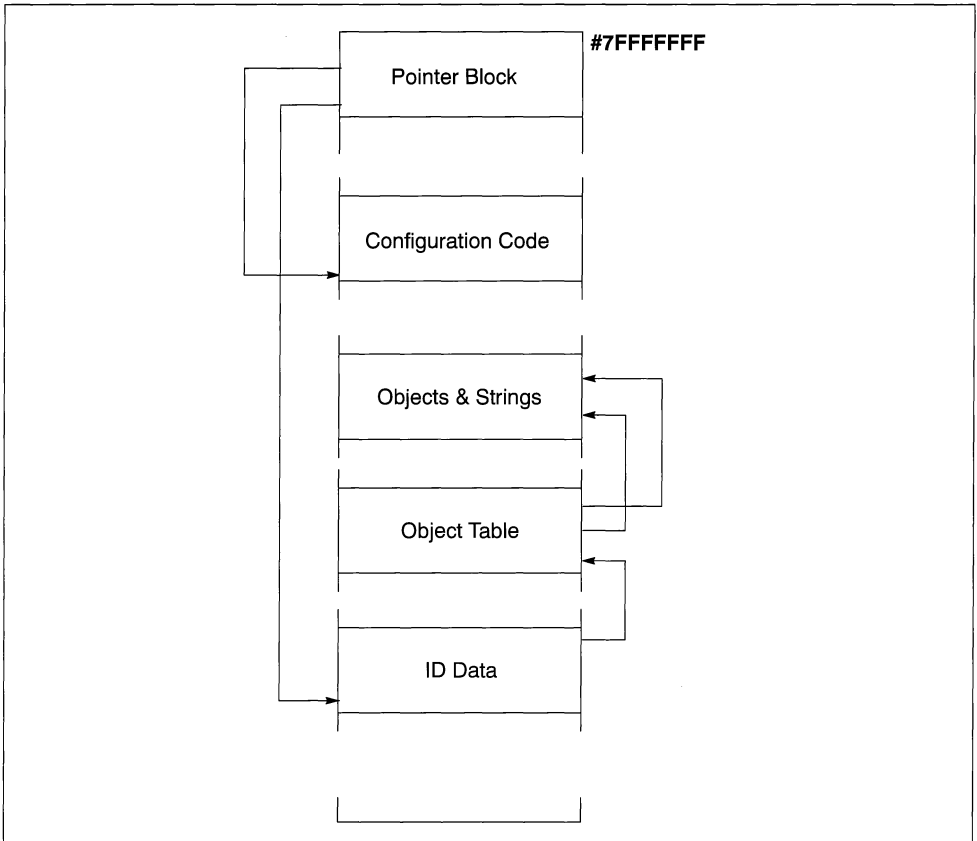 #7FFFFFFF
Pointer Block
Configuration Code
Objects & Strings
Object Table
ID Data